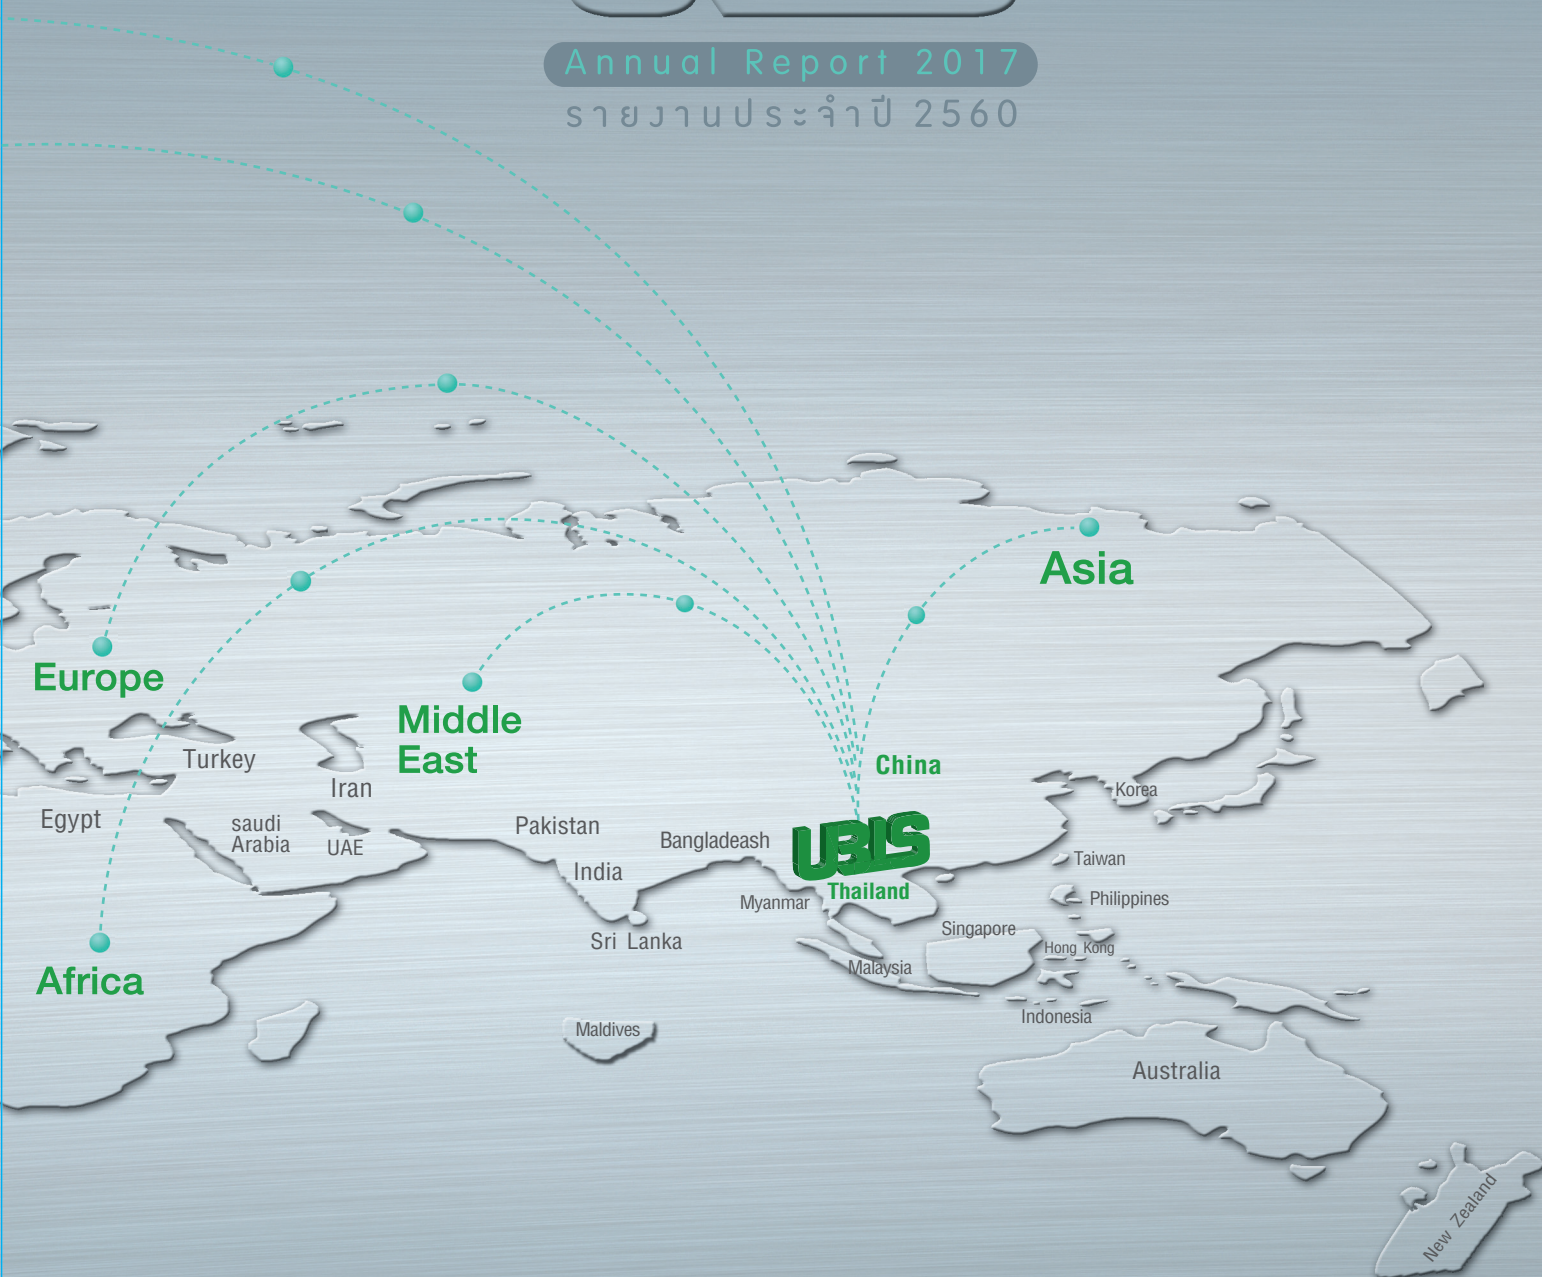 Annual Report 2017
รายงานประจำปี 2560
Asia
Europe
Middle
East
Turkey
Iran
China
Korea
Egypt
saudi
Arabia
UAE
Pakistan
India
Bangladeash
UBIS
Thailand
Taiwan
Myanmar
Philippines
Sri Lanka
Singapore
Hong Kong
Malaysia
Africa
Maldives
Indonesia
Australia
New Zealand